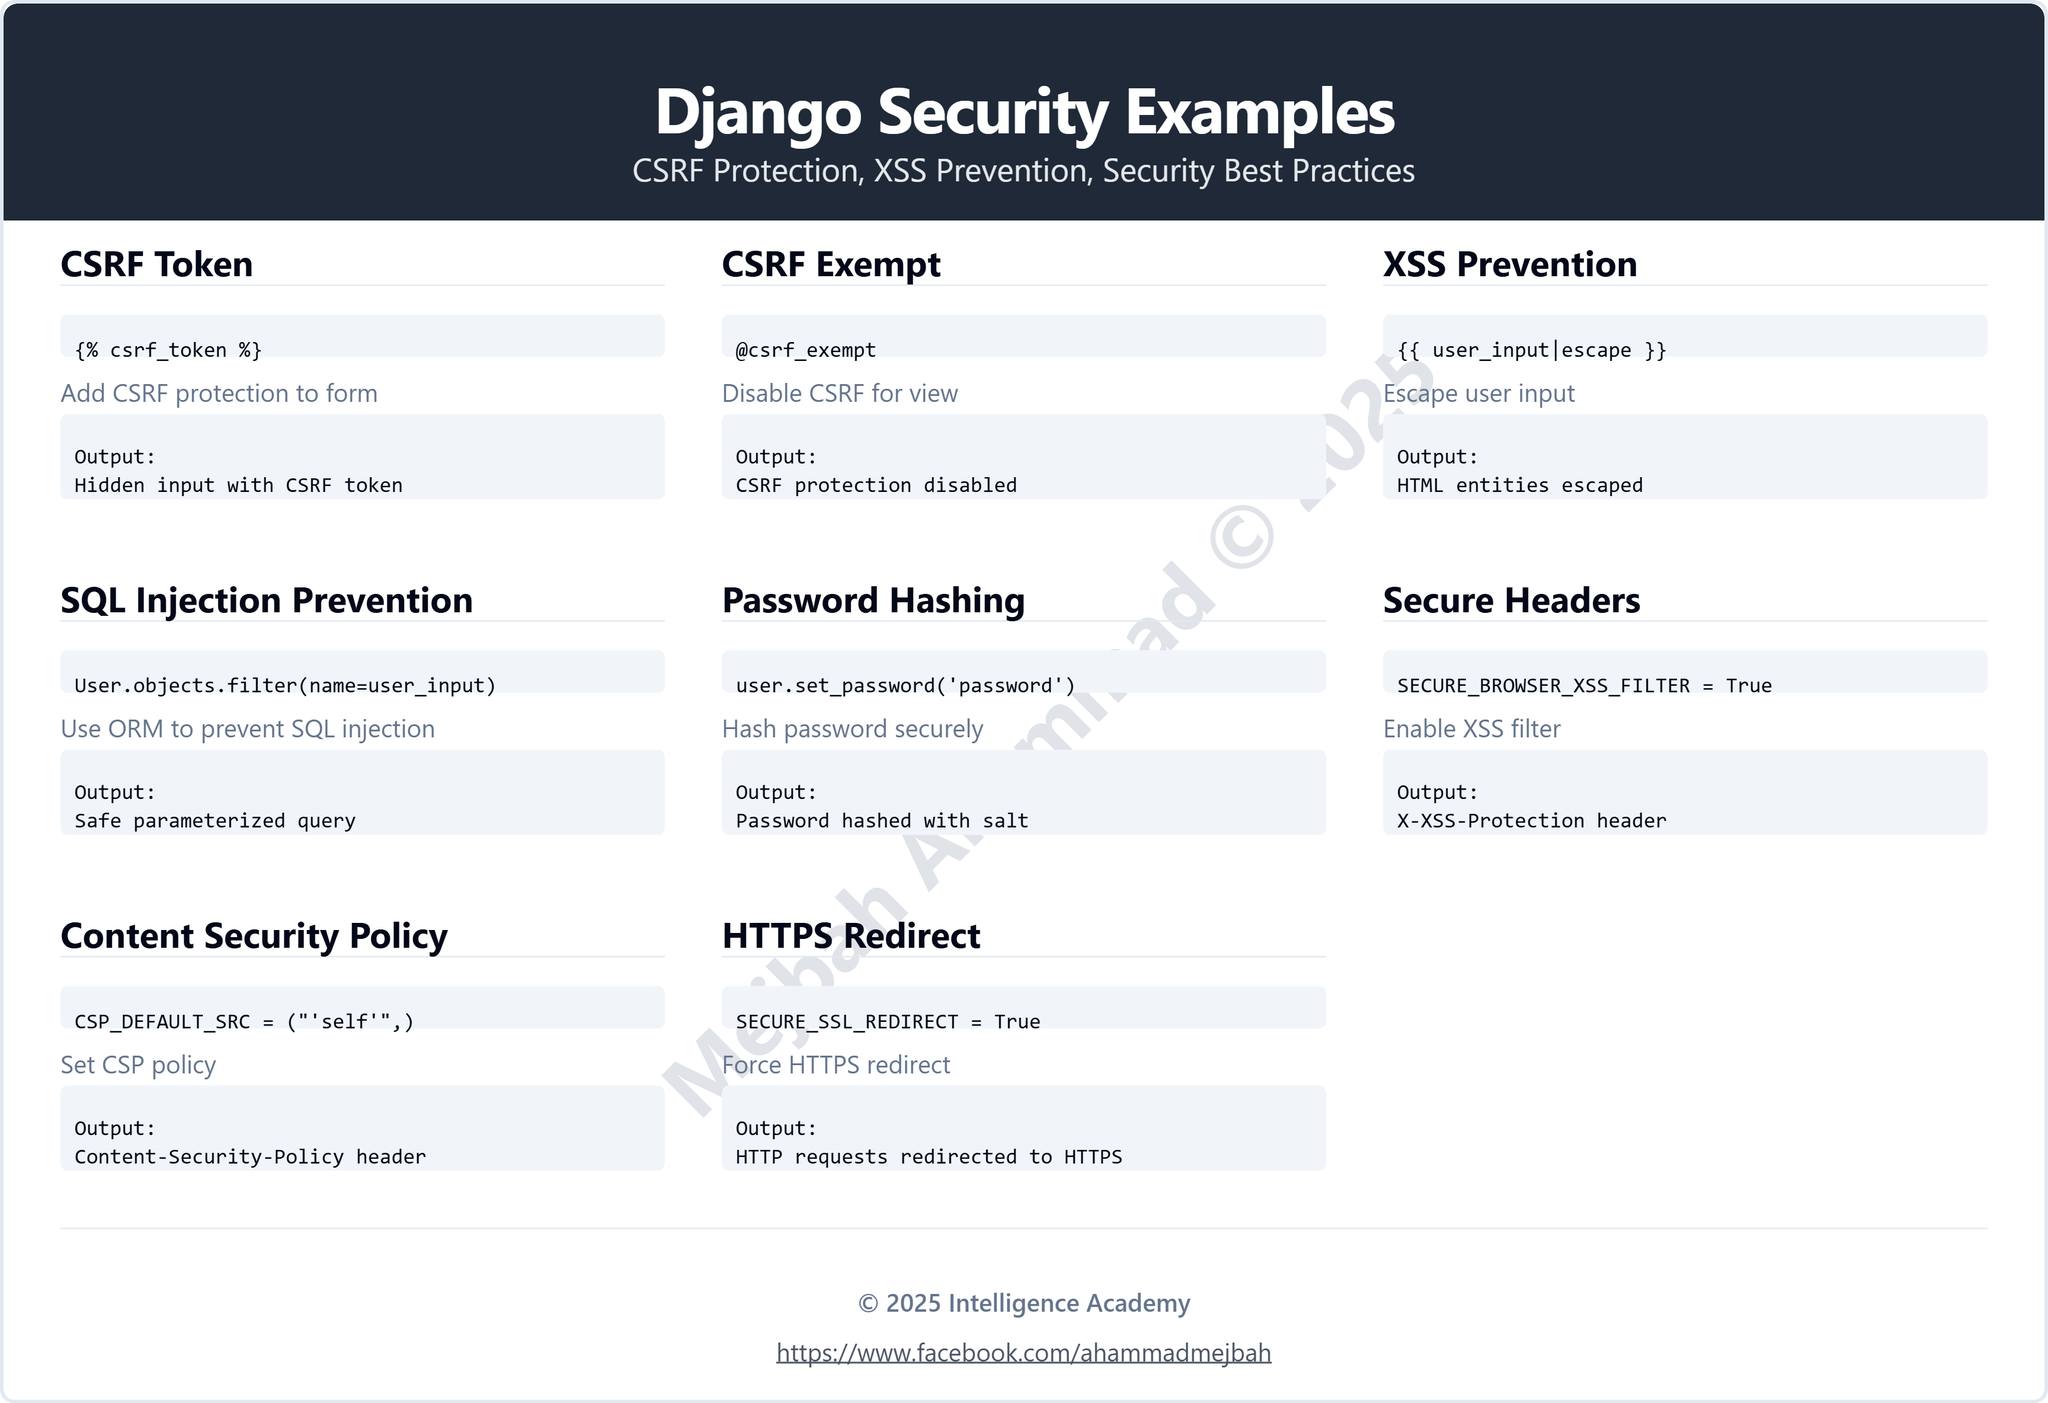 Django Security Examples
CSRF Protection, XSS Prevention, Security Best Practices
CSRF Token
{% csrf_token %}
Add CSRF protection to form
Output:
Hidden input with CSRF token
CSRF Exempt
@csrf_exempt
Disable CSRF for view
Output:
CSRF protection disabled
XSS Prevention
{{ user_input|escape }}
Escape user input
Output:
HTML entities escaped
SQL Injection Prevention
User.objects.filter(name=user_input)
Use ORM to prevent SQL injection
Output:
Safe parameterized query
Password Hashing
user.set_password('password')
Hash password securely
Output:
Password hashed with salt
Secure Headers
SECURE_BROWSER_XSS_FILTER = True
Enable XSS filter
Output:
X-XSS-Protection header
Content Security Policy
CSP_DEFAULT_SRC = ("'self'",)
Set CSP policy
Output:
Content-Security-Policy header
HTTPS Redirect
SECURE_SSL_REDIRECT = True
Force HTTPS redirect
Output:
HTTP requests redirected to HTTPS
Mejbah Ahammad © 2025
© 2025 Intelligence Academy
https://www.facebook.com/ahammadmejbah